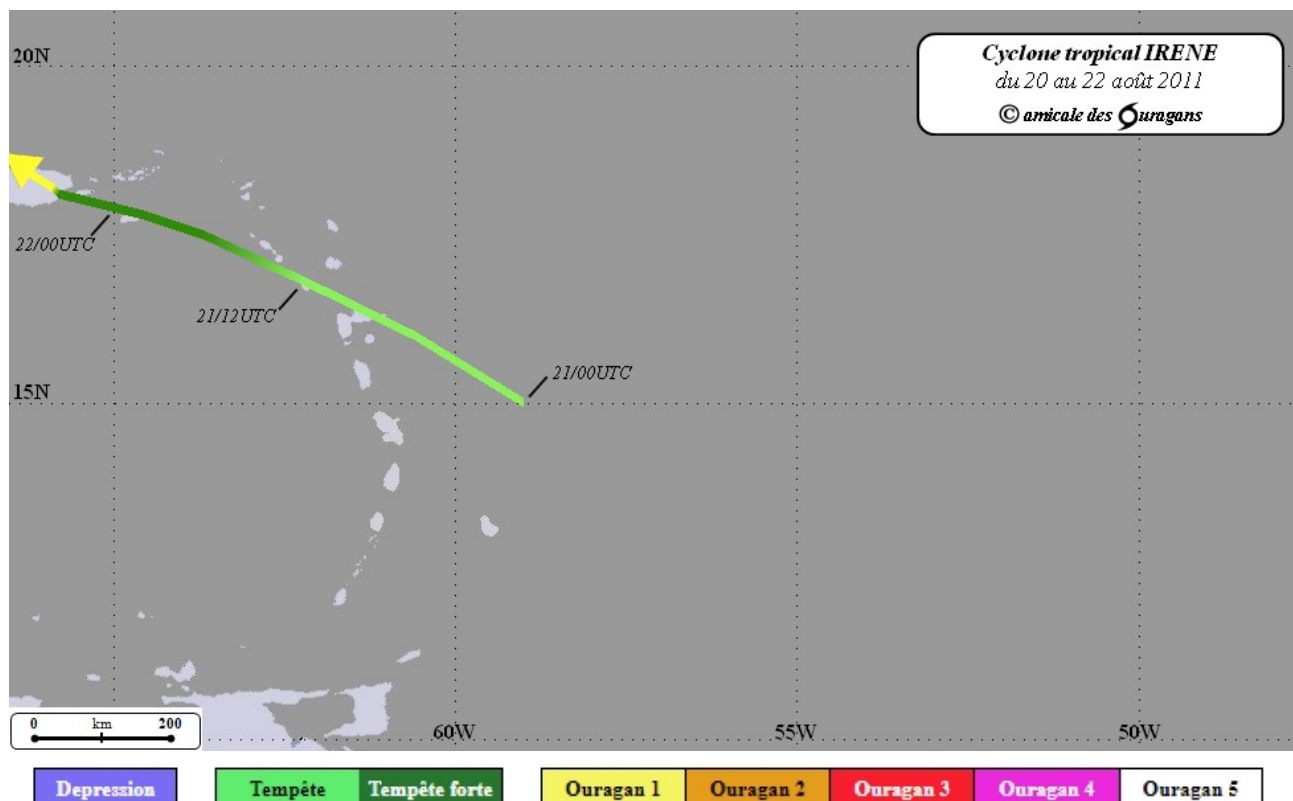 20N
Cyclone tropical IRENE
du 20 au 22 août 2011
© amicale des Ouragans
22/00UTC
21/12UTC
21/00UTC
15N
0 km 200
60W
55W
50W
Depression
Tempête
Tempête forte
Ouragan 1
Ouragan 2
Ouragan 3
Ouragan 4
Ouragan 5